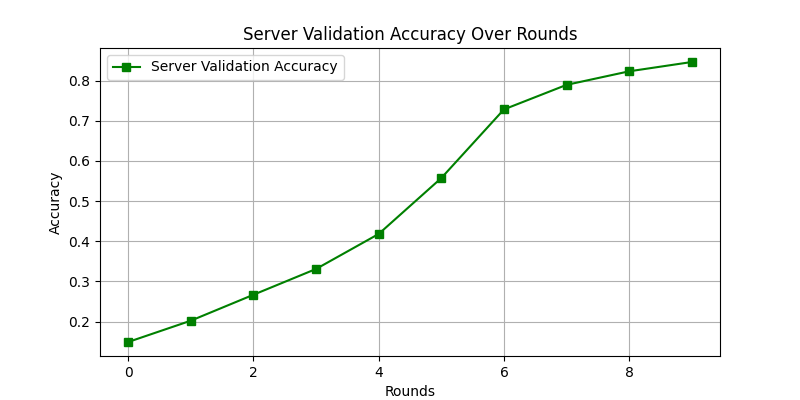 Server Validation Accuracy Over Rounds
Server Validation Accuracy
Accuracy
0.8
0.7
0.6
0.5
0.4
0.3
0.2
0 2 4 6 8
Rounds